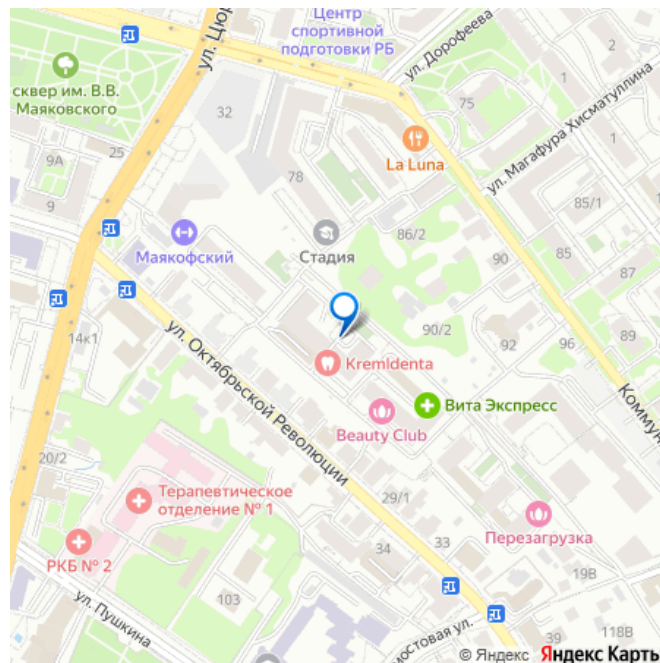 Центр
спортивной
подготовки РБ
ул. Цюр
ул. Дорофеева
сквер им. В.В.
Маяковского
32
75
2
1
La Luna
ул. Магафура Хисматуллина
1
25
9А
9
78
85/1
Маякофский
Стадия
86/2
90
85
87
14к1
ул. Октябрьской Революции
90/2
92
96
89
Kremldenta
Вита Экспресс
Beauty Club
Коммун
20/2
Терапевтическое
отделение № 1
29/1
Перезагрузка
РКБ № 2
34
33
19В
ул. Пушкина
103
мостовая ул.
39
118В
© Яндекс Яндекс Карть